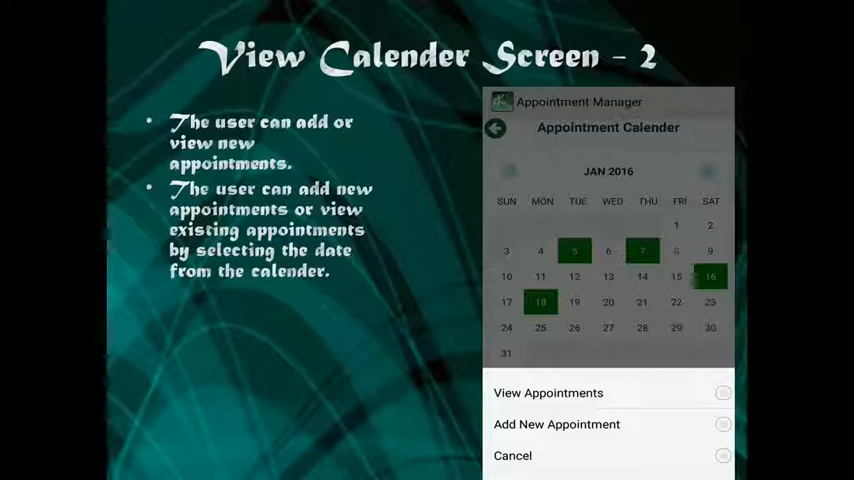 View Calender Screen - 2
• The user can add or
view new
appointments.
• The user can add new
appointments or view
existing appointments
by selecting the date
from the calender.
Appointment Manager
Appointment Calender
JAN 2016
SUN MON TUE WED THU FRI SAT
1 2
3 4 5 6 7 8 9
10 11 12 13 14 15 16
17 18 19 20 21 22 23
24 25 26 27 28 29 30
31
View Appointments
Add New Appointment
Cancel